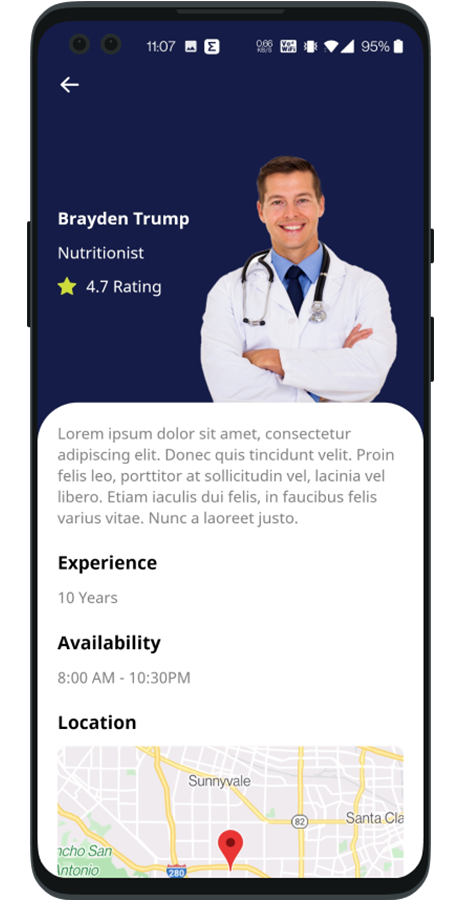 11:07 0.66 KB/S Vo+ WiFi 95%
Brayden Trump
Nutritionist
4.7 Rating
Lorem ipsum dolor sit amet, consectetur
adipiscing elit. Donec quis tincidunt velit. Proin
felis leo, porttitor at sollicitudin vel, lacinia vel
libero. Etiam iaculis dui felis, in faucibus felis
varius vitae. Nunc a laoreet justo.
Experience
10 Years
Availability
8:00 AM - 10:30PM
Location
Sunnyvale
82
Santa Cla
ncho San
Antonio
280